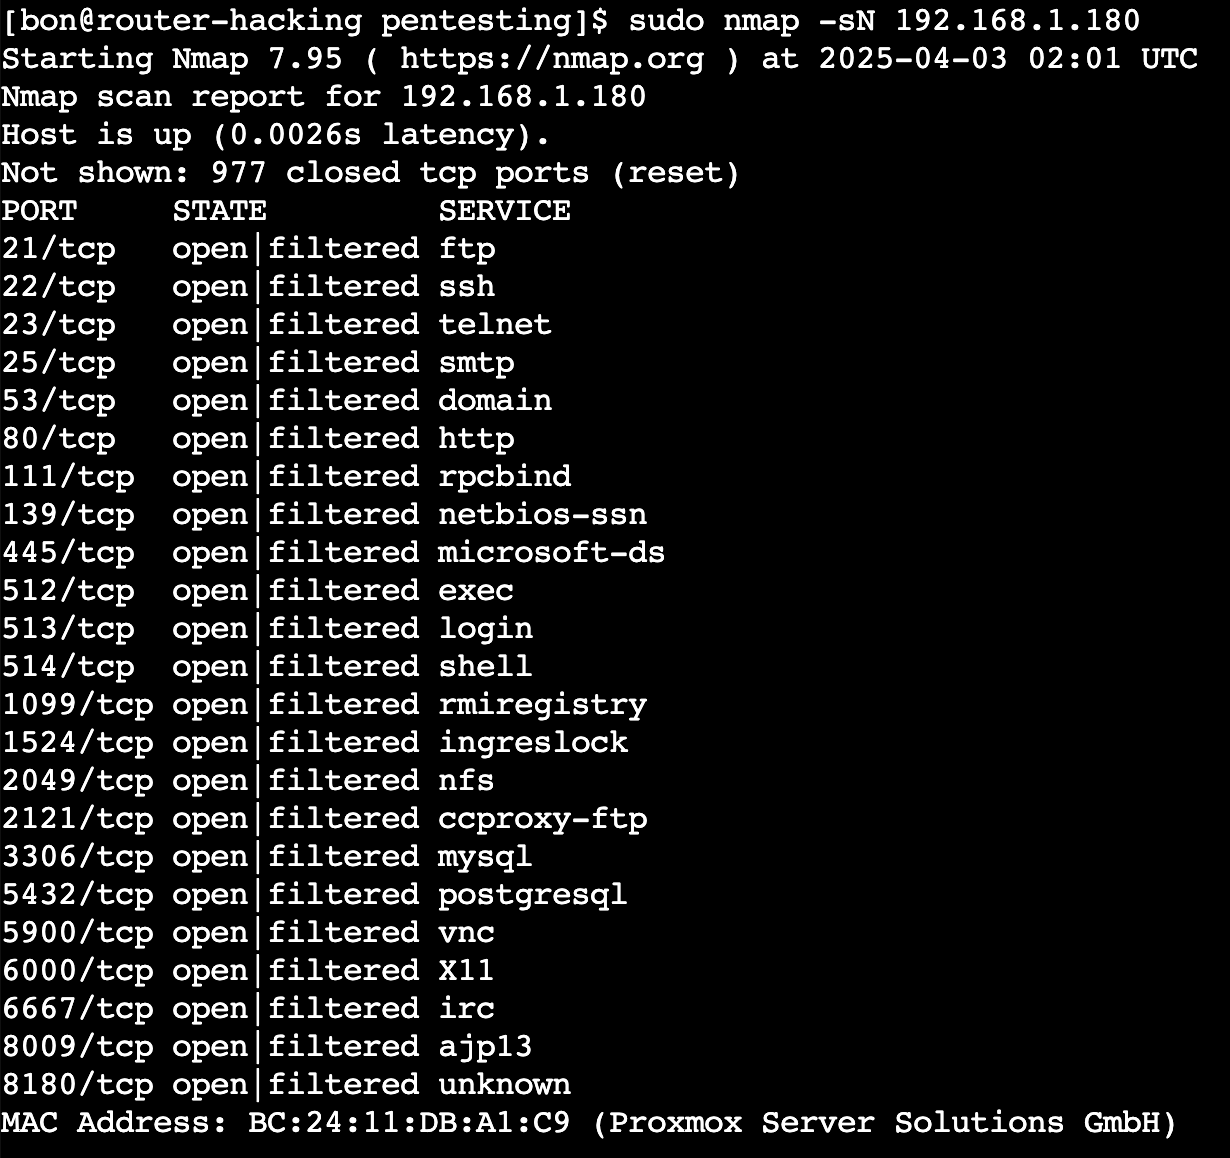 [bon@router-hacking pentesting]$ sudo nmap -sN 192.168.1.180
Starting Nmap 7.95 ( https://nmap.org ) at 2025-04-03 02:01 UTC
Nmap scan report for 192.168.1.180
Host is up (0.0026s latency).
Not shown: 977 closed tcp ports (reset)
PORT     STATE         SERVICE
21/tcp   open|filtered ftp
22/tcp   open|filtered ssh
23/tcp   open|filtered telnet
25/tcp   open|filtered smtp
53/tcp   open|filtered domain
80/tcp   open|filtered http
111/tcp  open|filtered rpcbind
139/tcp  open|filtered netbios-ssn
445/tcp  open|filtered microsoft-ds
512/tcp  open|filtered exec
513/tcp  open|filtered login
514/tcp  open|filtered shell
1099/tcp open|filtered rmiregistry
1524/tcp open|filtered ingreslock
2049/tcp open|filtered nfs
2121/tcp open|filtered ccproxy-ftp
3306/tcp open|filtered mysql
5432/tcp open|filtered postgresql
5900/tcp open|filtered vnc
6000/tcp open|filtered X11
6667/tcp open|filtered irc
8009/tcp open|filtered ajp13
8180/tcp open|filtered unknown
MAC Address: BC:24:11:DB:A1:C9 (Proxmox Server Solutions GmbH)